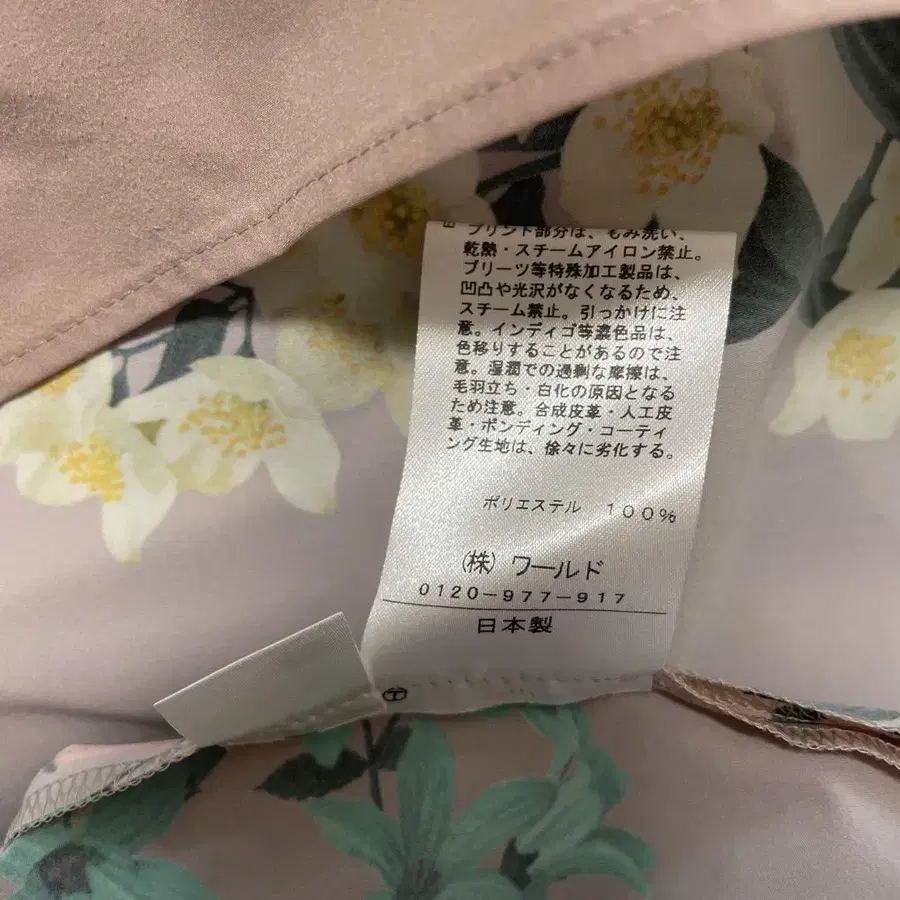 プリント部分は、もみ洗い、
乾熱・スチームアイロン禁止。
プリーツ等特殊加工製品は、
凹凸や光沢がなくなるため、
スチーム禁止。引っかけに注
意。インディゴ等濃色品は、
色移りすることがあるので注
意。湿潤での過剰な摩擦は、
毛羽立ち・白化の原因となる
ため注意。合成皮革・人工皮
革・ボンディング・コーティ
ング生地は、徐々に劣化する。
ポリエステル 100%
(株) ワールド
0120-977-917
日本製